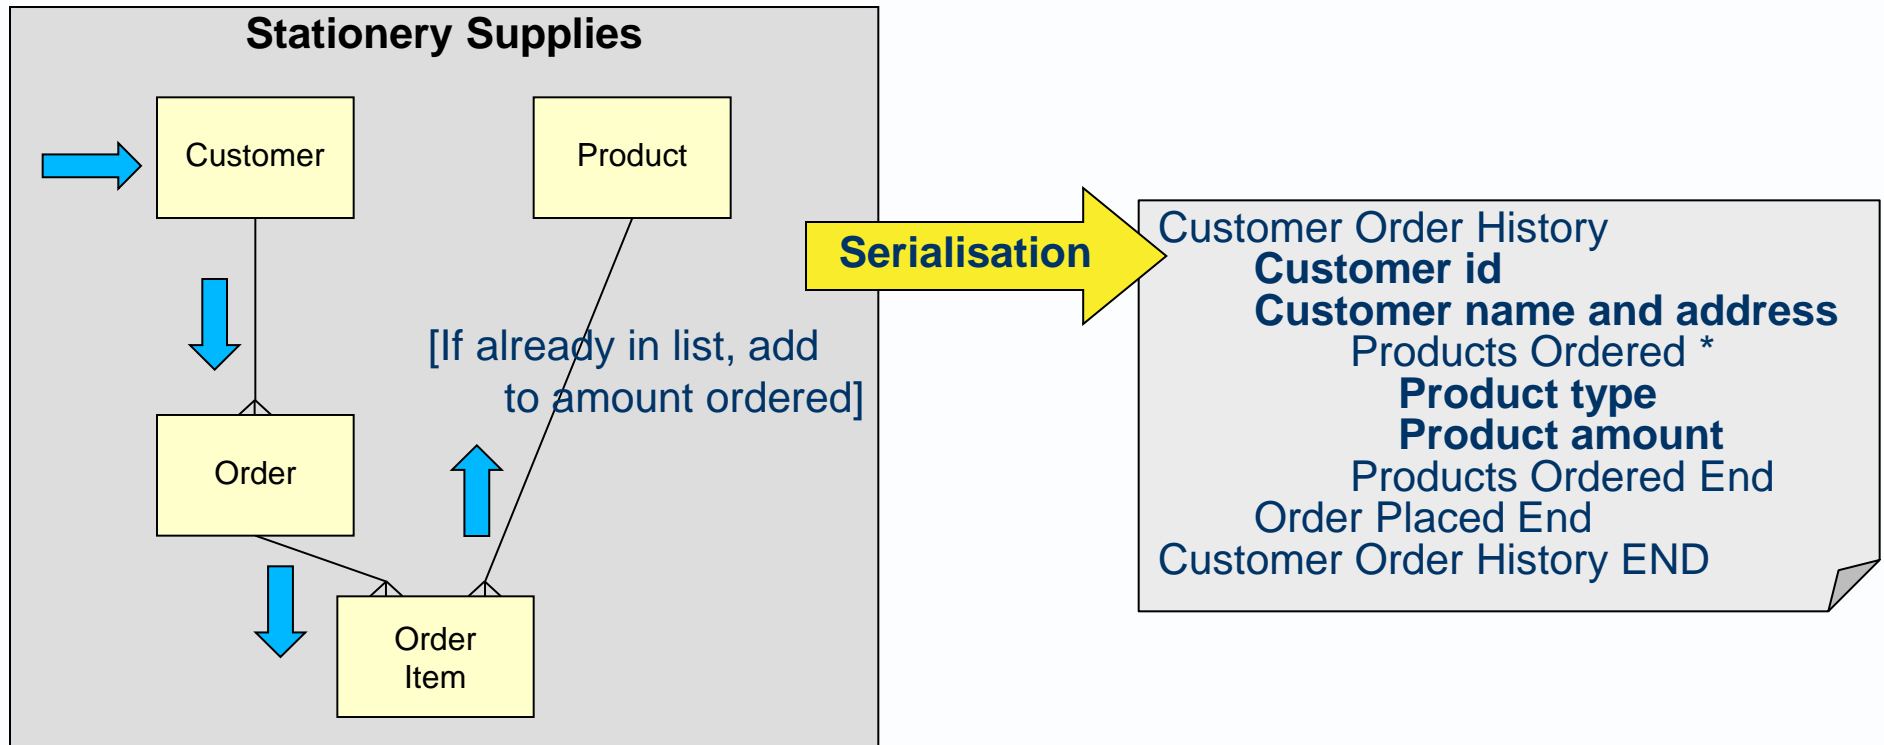 Stationery Supplies
Customer
Product
Serialisation
[If already in list, add
to amount ordered]
Order
Order
Item
Customer Order History
Customer id
Customer name and address
Products Ordered *
Product type
Product amount
Products Ordered End
Order Placed End
Customer Order History END